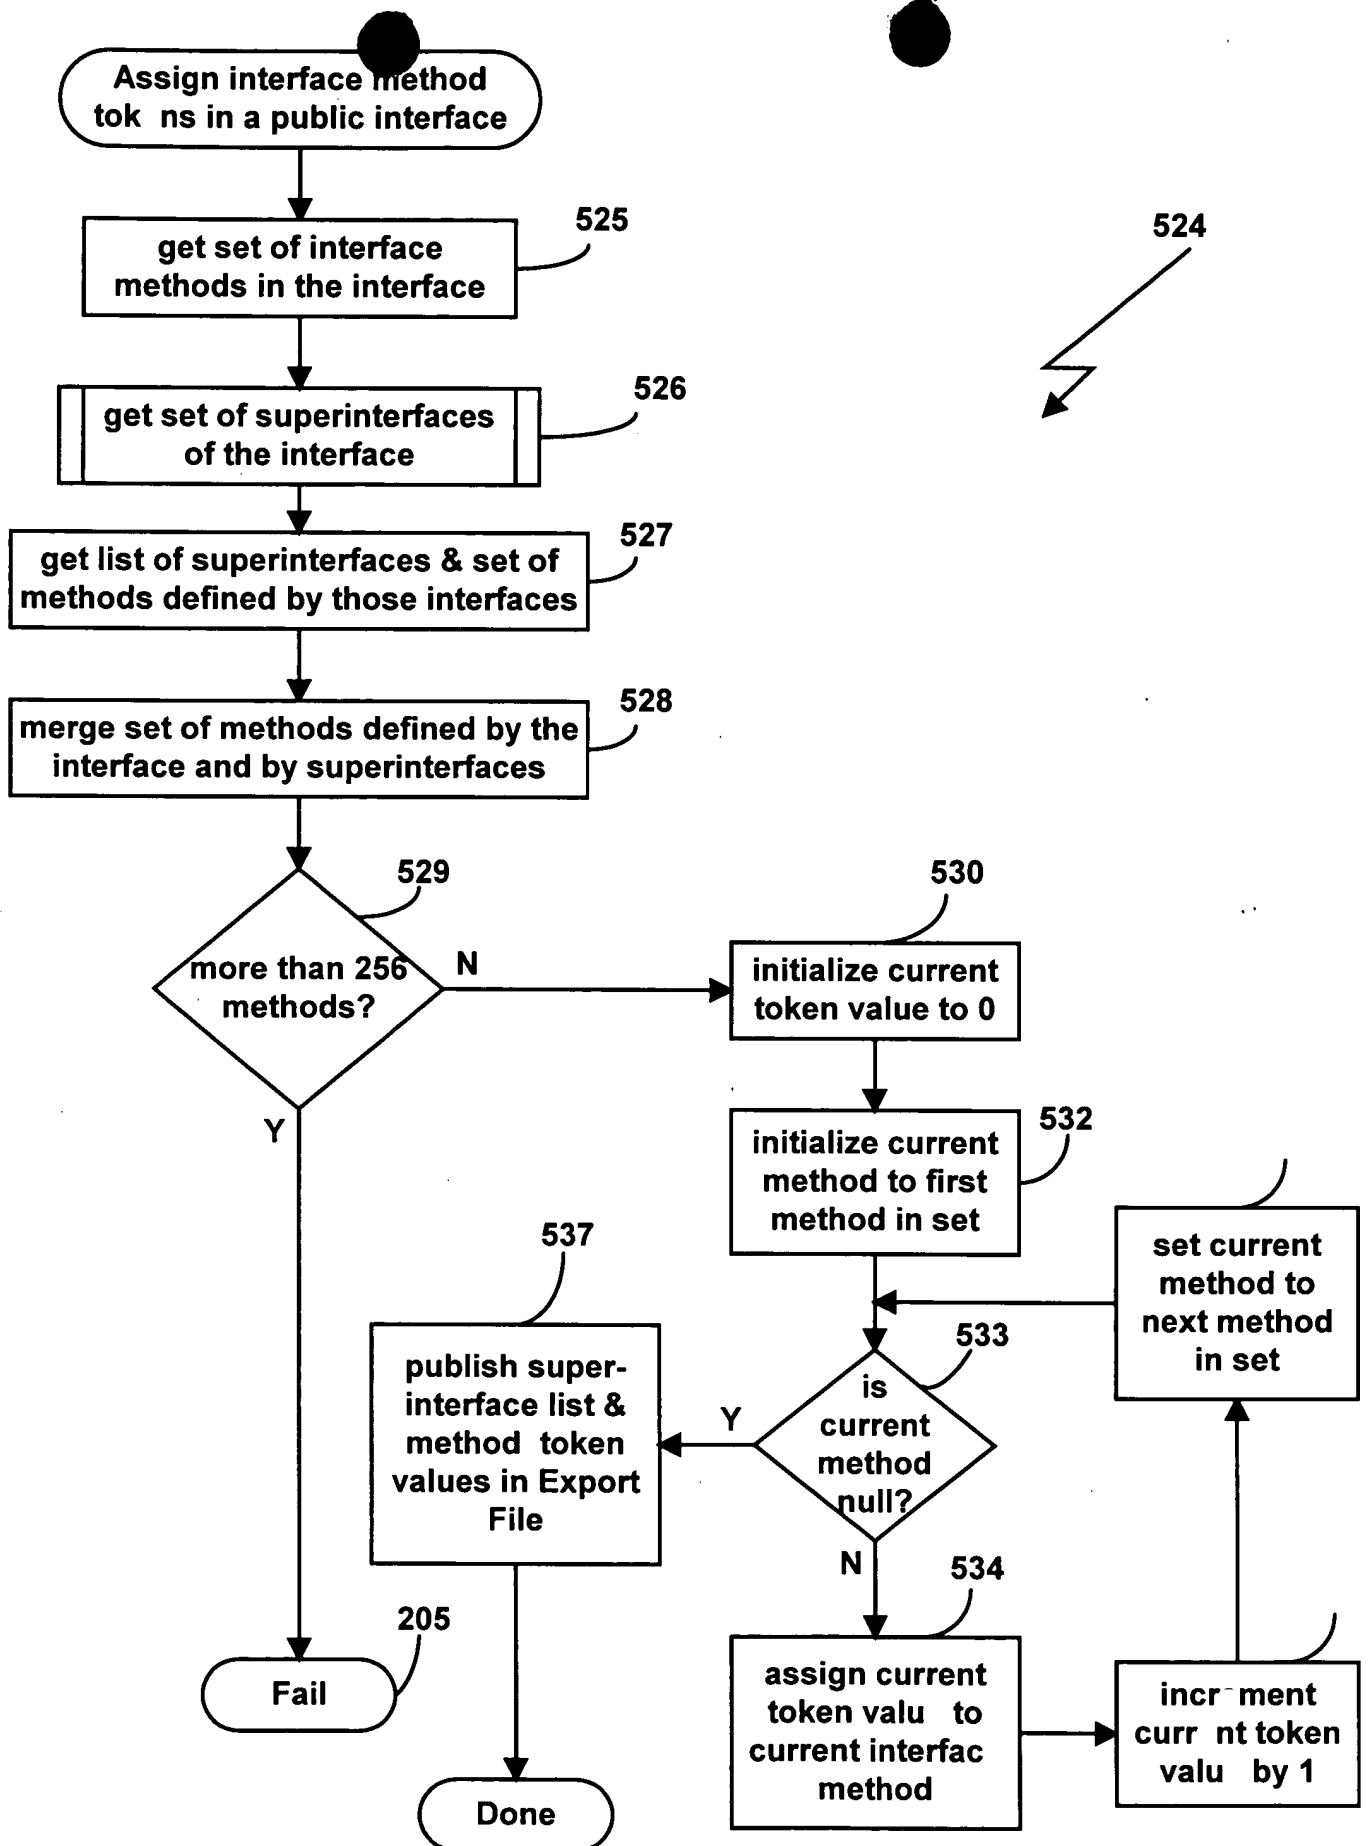 Assign interface method
tok ns in a public interface
525
get set of interface
methods in the interface
524
526
get set of superinterfaces
of the interface
527
get list of superinterfaces & set of
methods defined by those interfaces
528
merge set of methods defined by the
interface and by superinterfaces
529
more than 256
methods?
N
Y
530
initialize current
token value to 0
532
initialize current
method to first
method in set
set current
method to
next method
in set
537
publish super-
interface list &
method token
values in Export
File
533
is
current
method
null?
Y
N
534
assign current
token valu to
current interfac
method
incr ment
curr nt token
valu by 1
205
Fail
Done